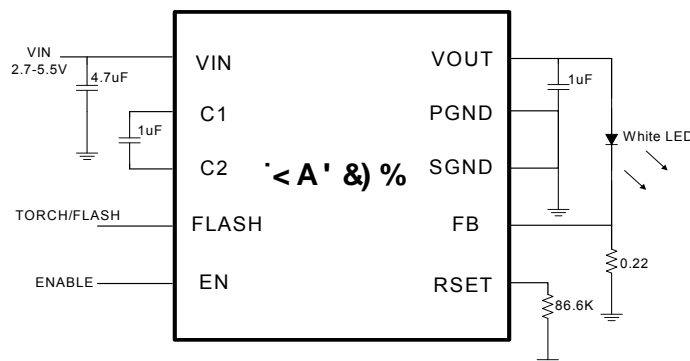 VIN
2.7-5.5V
4.7uF
VIN
VOUT
1uF
C1
PGND
1uF
White LED
C2
SGND
˙< A ' &) %
TORCH/FLASH
FLASH
FB
0.22
ENABLE
EN
RSET
86.6K